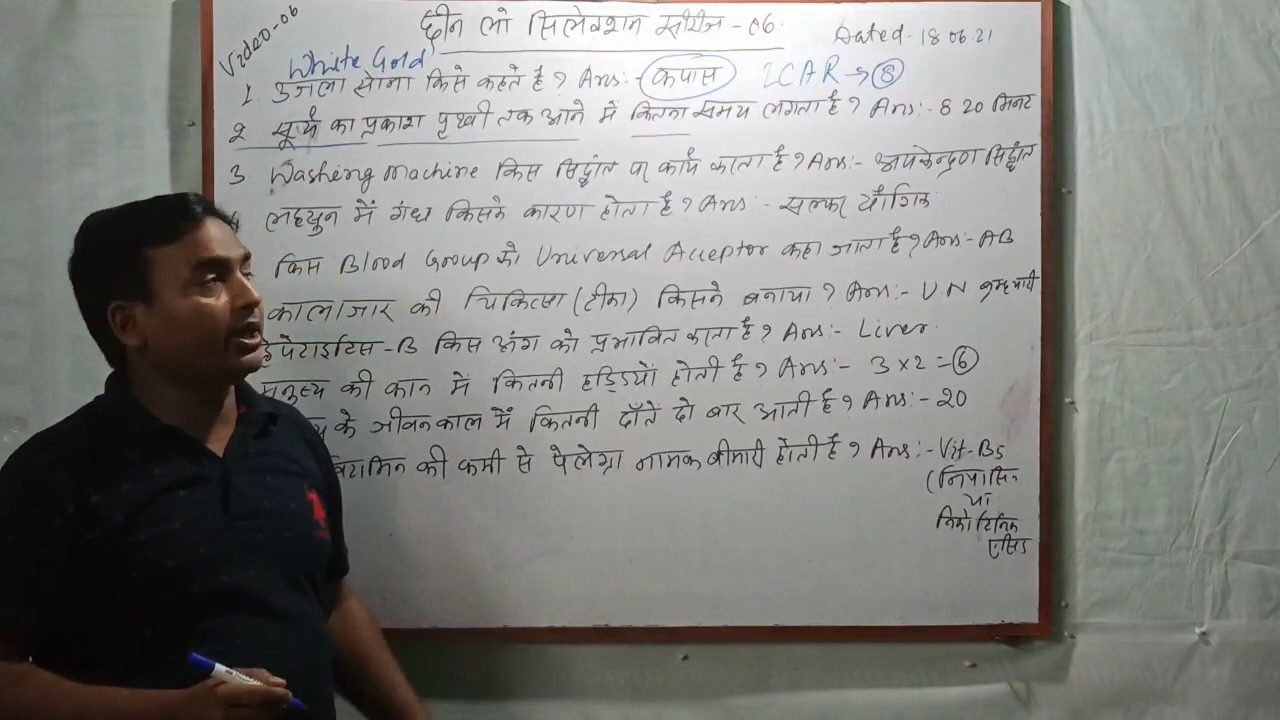 Video-06
छीन लो सिलेक्शन सीरीज -06.
Dated- 18.06.21
White Gold
1. उजला सोना किसे कहते है ? Ans:- कपास ICAR → 8
2 सूर्य का प्रकाश पृथ्वी तक आने में कितना समय लगता है ? Ans:- 8 20 मिनट
3 Washing Machine किस सिद्धांत पर कार्य करता है ? Ans:- अपकेन्द्रण सिद्धांत
लहसुन में गंध किसके कारण होता है ? Ans:- सल्फर यौगिक
किस Blood Group को Universal Acceptor कहा जाता है ? Ans:- AB
कालाजार की चिकित्सा (टीका) किसने बनाया ? Ans:- U N ब्रह्मचारी
हेपेटाइटिस-B किस अंग को प्रभावित करता है ? Ans:- Liver.
मनुष्य की कान में कितनी हड्डियाँ होती है ? Ans:- 3 x 2 = 6
के जीवनकाल में कितनी दाँते दो बार आती है ? Ans:- 20
विटामिन की कमी से पेलेग्रा नामक बीमारी होती है ? Ans:- Vit-B5
(नियासिन
या
निकोटिनिक
एसिड